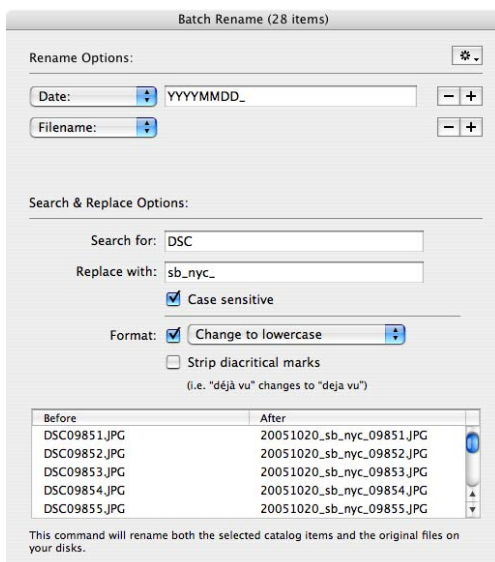 Batch Rename (28 items)
Rename Options:
Date: YYYYMMDD_
Filename:
Search & Replace Options:
Search for: DSC
Replace with: sb_nyc_
Case sensitive
Format: Change to lowercase
Strip diacritical marks
(i.e. “déjà vu” changes to “deja vu”)
Before After
DSC09851.JPG 20051020_sb_nyc_09851.JPG
DSC09852.JPG 20051020_sb_nyc_09852.JPG
DSC09853.JPG 20051020_sb_nyc_09853.JPG
DSC09854.JPG 20051020_sb_nyc_09854.JPG
DSC09855.JPG 20051020_sb_nyc_09855.JPG
This command will rename both the selected catalog items and the original files on
your disks.